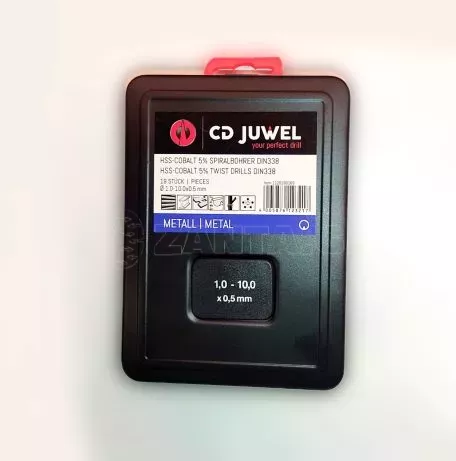 CD JUWEL
your perfect drill
HSS-COBALT 5% SPIRALBOHRER DIN338
HSS-COBALT 5% TWIST DRILLS DIN338
19 STÜCK | PIECES
Ø 1.0-10.0x0.5 mm
METALL | METAL
1,0 - 10,0
x 0,5 mm